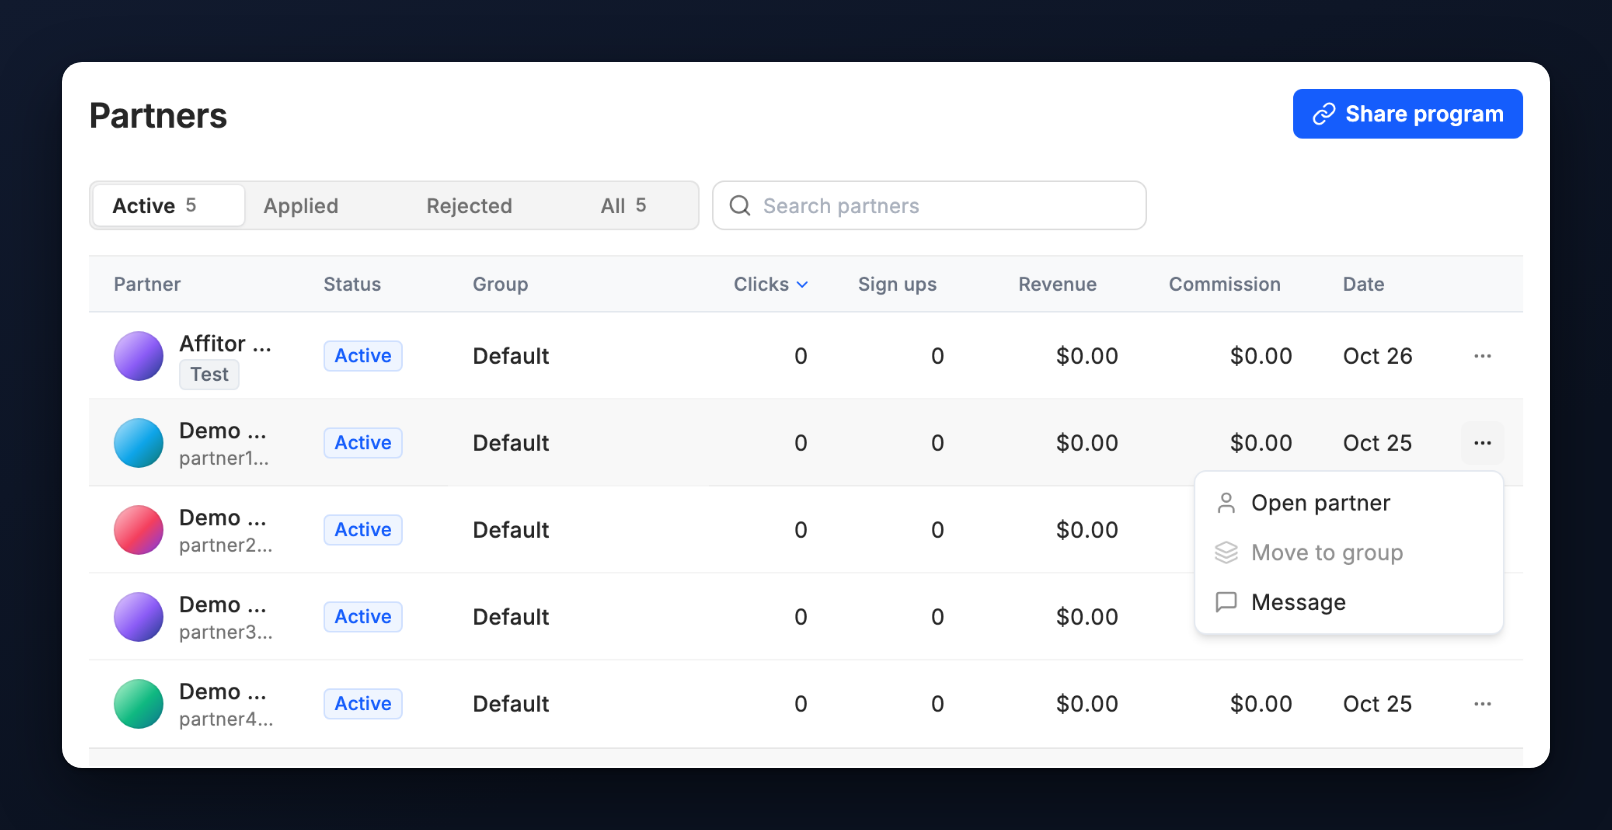 Partners
Share program
Active 5 Applied Rejected All 5
Search partners
Partner Status Group Clicks Sign ups Revenue Commission Date
Affitor ...
Test
Active Default 0 0 $0.00 $0.00 Oct 26 ...
Demo ...
partner1...
Active Default 0 0 $0.00 $0.00 Oct 25 ...
Open partner
Move to group
Message
Demo ...
partner2...
Active Default 0 0 $0.00
Demo ...
partner3...
Active Default 0 0 $0.00
Demo ...
partner4...
Active Default 0 0 $0.00 $0.00 Oct 25 ...